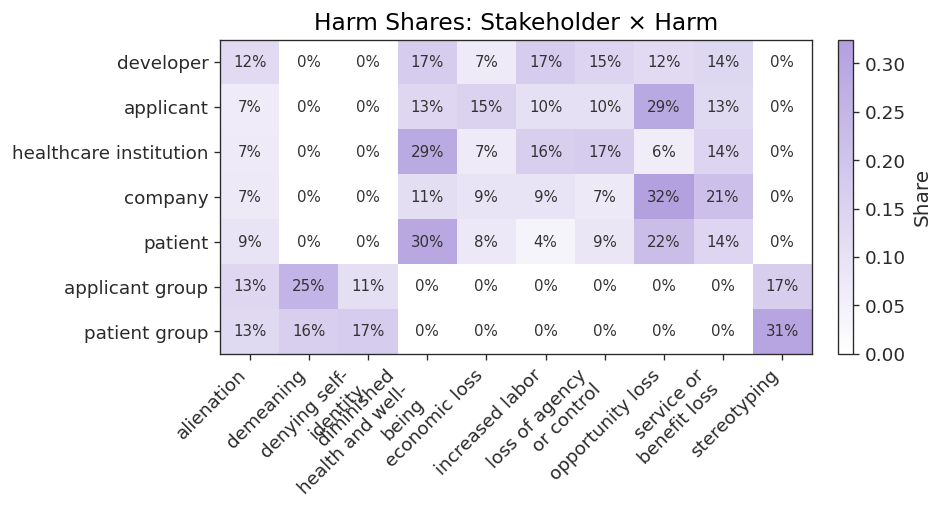 Harm Shares: Stakeholder × Harm
developer 12% 0% 0% 17% 7% 17% 15% 12% 14% 0%
applicant 7% 0% 0% 13% 15% 10% 10% 29% 13% 0%
healthcare institution 7% 0% 0% 29% 7% 16% 17% 6% 14% 0%
company 7% 0% 0% 11% 9% 9% 7% 32% 21% 0%
patient 9% 0% 0% 30% 8% 4% 9% 22% 14% 0%
applicant group 13% 25% 11% 0% 0% 0% 0% 0% 0% 17%
patient group 13% 16% 17% 0% 0% 0% 0% 0% 0% 31%
alienation
demeaning
denying self-
identity
diminished
health and well-
being
economic loss
increased labor
loss of agency
or control
opportunity loss
service or
benefit loss
stereotyping
0.30
0.25
0.20
0.15
0.10
0.05
0.00
Share